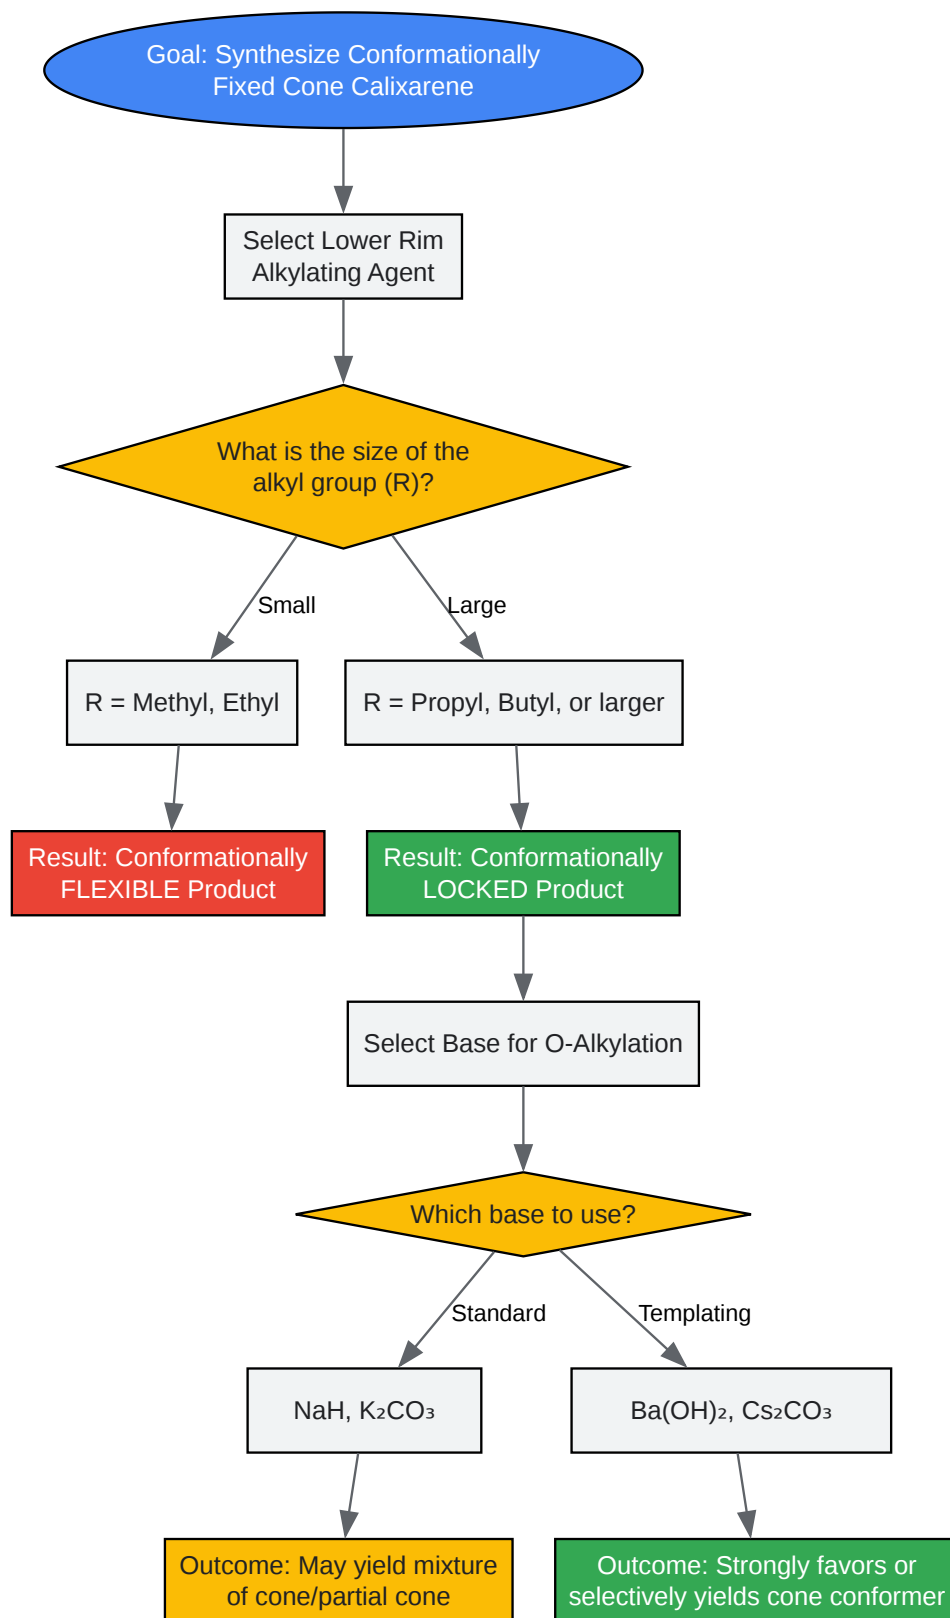 Goal: Synthesize Conformationally
Fixed Cone Calixarene
Select Lower Rim
Alkylating Agent
What is the size of the
alkyl group (R)?
Small
Large
R = Methyl, Ethyl
R = Propyl, Butyl, or larger
Result: Conformationally
FLEXIBLE Product
Result: Conformationally
LOCKED Product
Select Base for O-Alkylation
Which base to use?
Standard
Templating
NaH, K₂CO₃
Ba(OH)₂, Cs₂CO₃
Outcome: May yield mixture
of cone/partial cone
Outcome: Strongly favors or
selectively yields cone conformer